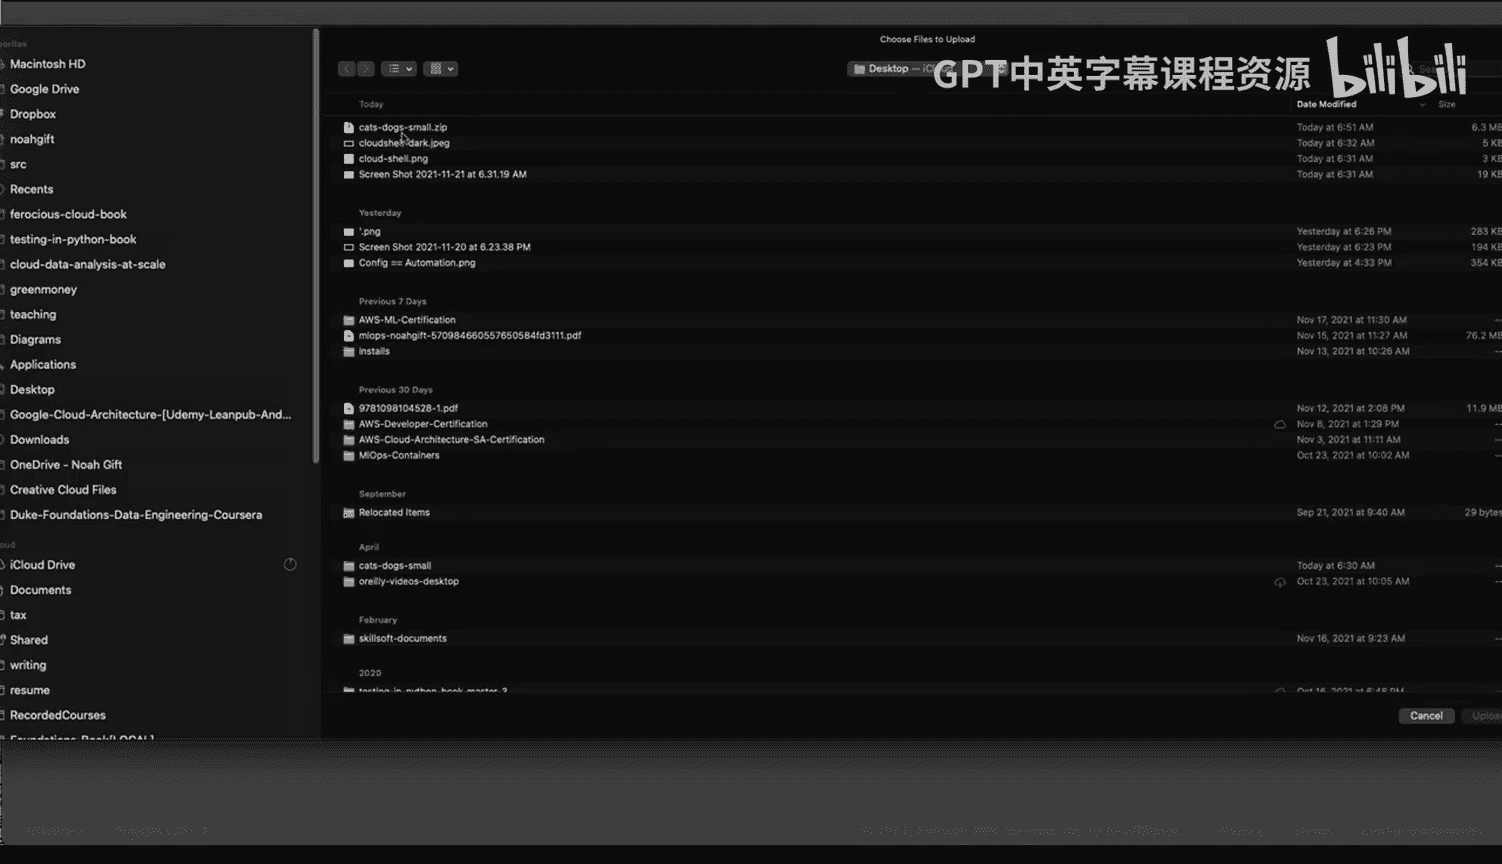 Choose Files to Upload
GPT中英字幕课程资源 bilibili
Desktop
Macintosh HD
Google Drive
Dropbox
noahgift
src
Recents
ferocious-cloud-book
testing-in-python-book
cloud-data-analysis-at-scale
greenmoney
teaching
Diagrams
Applications
Desktop
Google-Cloud-Architecture-[Udemy-Leanpub-And...
Downloads
OneDrive - Noah Gift
Creative Cloud Files
Duke-Foundations-Data-Engineering-Coursera
iCloud Drive
Documents
tax
Shared
writing
resume
RecordedCourses
Today Date Modified Size
cats-dogs-small.zip Today at 6:51 AM 6.3 MB
cloudshell-dark.jpeg Today at 6:32 AM 5 KB
cloud-shell.png Today at 6:31 AM 3 KB
Screen Shot 2021-11-21 at 6.31.19 AM Today at 6:31 AM 19 KB
Yesterday
'.png Yesterday at 6:26 PM 283 KB
Screen Shot 2021-11-20 at 6.23.38 PM Yesterday at 6:23 PM 194 KB
Config == Automation.png Yesterday at 4:33 PM 354 KB
Previous 7 Days
AWS-ML-Certification Nov 17, 2021 at 11:30 AM --
mlops-noahgift-570984660557650584fd3111.pdf Nov 15, 2021 at 11:27 AM 76.2 MB
installs Nov 13, 2021 at 10:26 AM --
Previous 30 Days
9781098104528-1.pdf Nov 12, 2021 at 2:08 PM 11.9 MB
AWS-Developer-Certification Nov 8, 2021 at 1:29 PM --
AWS-Cloud-Architecture-SA-Certification Nov 3, 2021 at 11:11 AM --
MlOps-Containers Oct 23, 2021 at 10:02 AM --
September
Relocated Items Sep 21, 2021 at 9:40 AM 29 bytes
April
cats-dogs-small Today at 6:30 AM --
oreilly-videos-desktop Oct 23, 2021 at 10:05 AM --
February
skillsoft-documents Nov 16, 2021 at 9:23 AM --
2020
Cancel